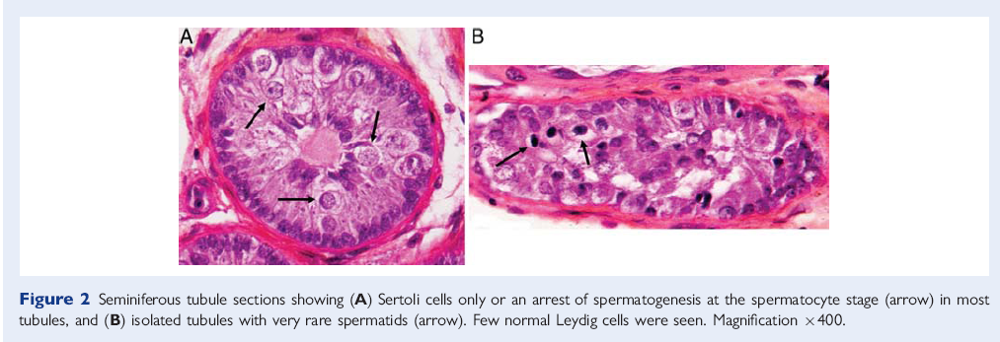 A
B
Figure 2 Seminiferous tubule sections showing (A) Sertoli cells only or an arrest of spermatogenesis at the spermatocyte stage (arrow) in most
tubules, and (B) isolated tubules with very rare spermatids (arrow). Few normal Leydig cells were seen. Magnification ×400.